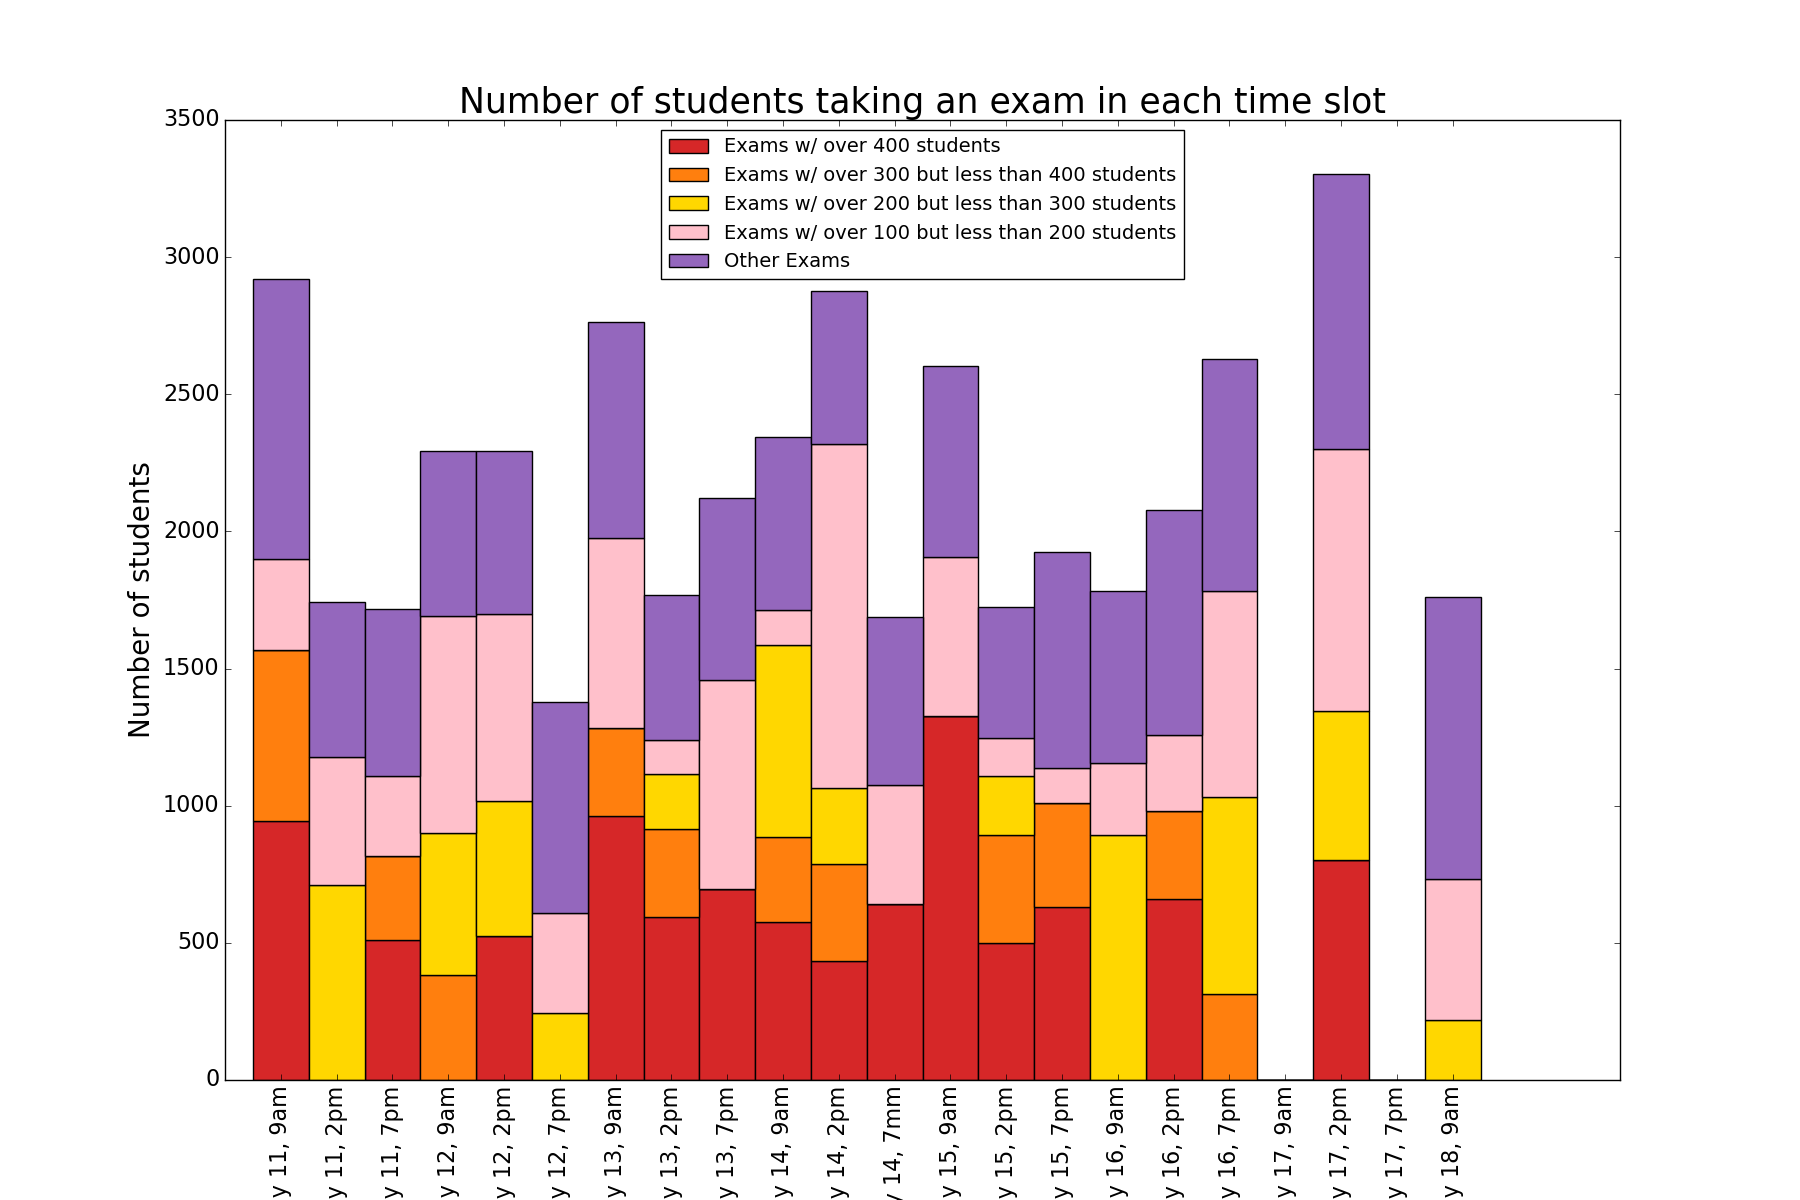 Number of students taking an exam in each time slot
Exams w/ over 400 students
Exams w/ over 300 but less than 400 students
Exams w/ over 200 but less than 300 students
Exams w/ over 100 but less than 200 students
Other Exams
Number of students
3500
3000
2500
2000
1500
1000
500
0
y 11, 9am
y 11, 2pm
y 11, 7pm
y 12, 9am
y 12, 2pm
y 12, 7pm
y 13, 9am
y 13, 2pm
y 13, 7pm
y 14, 9am
y 14, 2pm
y 14, 7mm
y 15, 9am
y 15, 2pm
y 15, 7pm
y 16, 9am
y 16, 2pm
y 16, 7pm
y 17, 9am
y 17, 2pm
y 17, 7pm
y 18, 9am